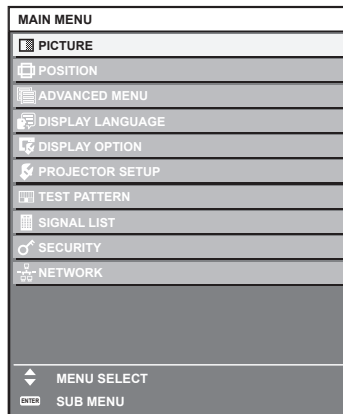 MAIN MENU
PICTURE
POSITION
ADVANCED MENU
DISPLAY LANGUAGE
DISPLAY OPTION
PROJECTOR SETUP
TEST PATTERN
SIGNAL LIST
SECURITY
NETWORK
MENU SELECT
ENTER SUB MENU